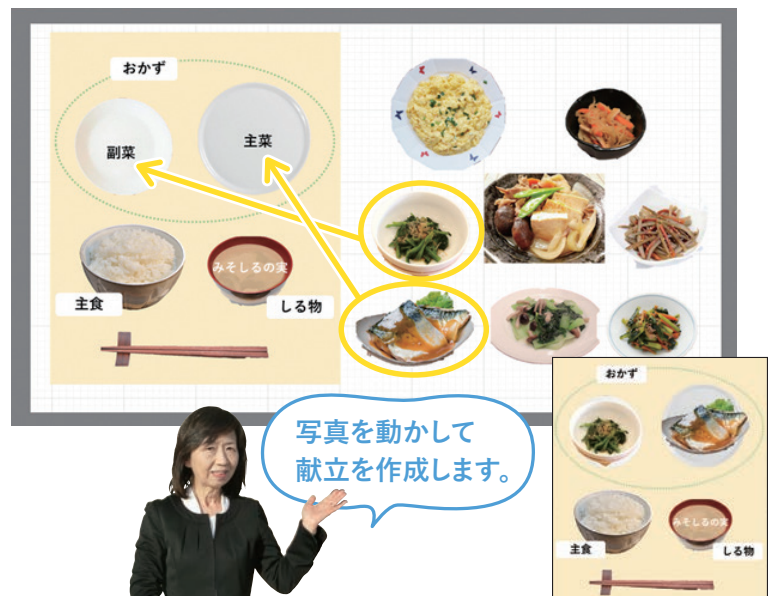 おかず
副菜
主菜
みそしるの実
主食
しる物
写真を動かして
献立を作成します。
おかず
みそしるの実
主食
しる物